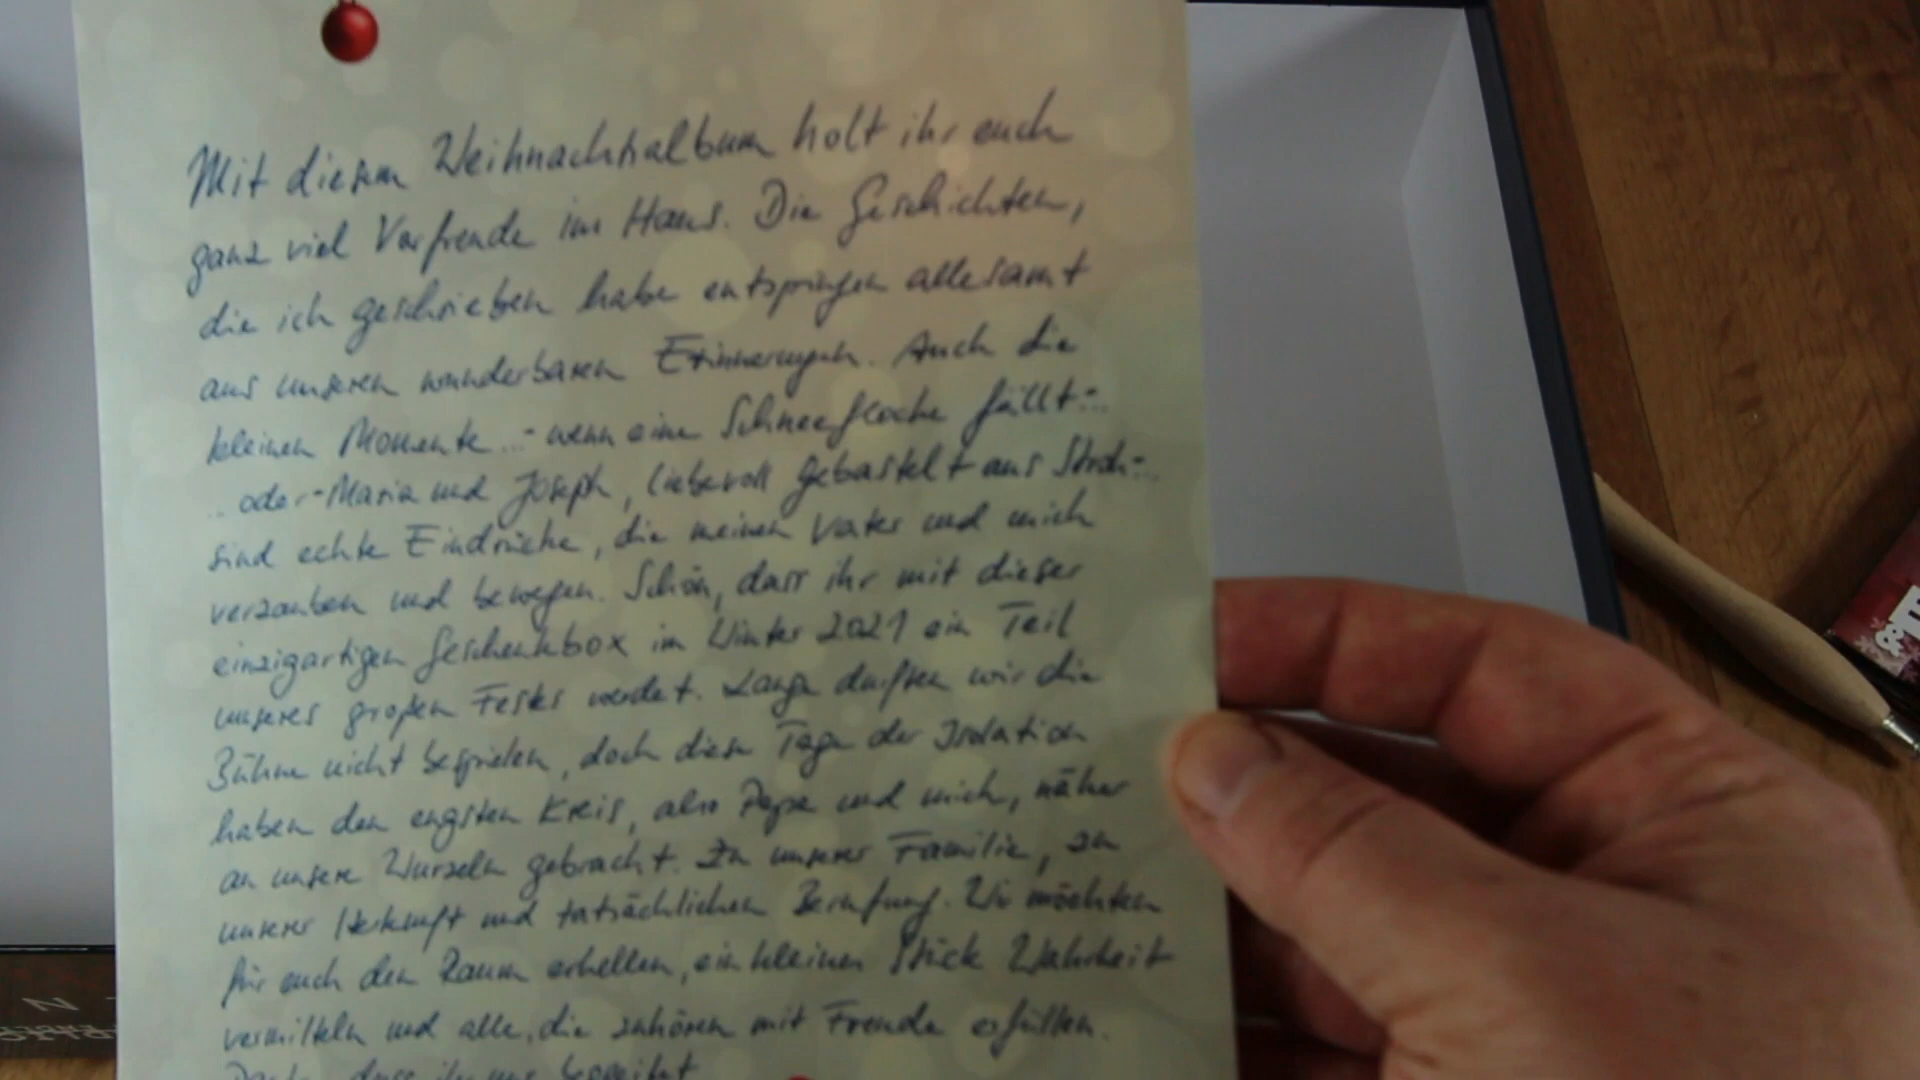 Mit diesem Weihnachtsalbum holt ihr euch
ganz viel Vorfreude ins Haus. Die Geschichten,
die ich geschrieben habe entspringen allesamt
aus unseren wunderbaren Erinnerungen. Auch die
kleinen Momente...- wenn eine Schneeflocke fällt-..
..oder-Maria und Joseph, liebevoll gebastelt aus Stroh-..
sind echte Eindrücke, die meinen Vater und mich
verzaubern und bewegen. Schön, dass ihr mit dieser
einzigartigen Geschenkbox im Winter 2021 ein Teil
unseres großen Festes werdet. Lange durften wir die
Bühne nicht bespielen, doch diese Tage der Isolation
haben den engsten Kreis, also Papa und mich, näher
an unsere Wurzeln gebracht. Zu unserer Familie, zu
unserer Herkunft und tatsächlichen Berufung. Wir möchten
für euch den Raum erhellen, ein kleines Stück Wahrheit
vermitteln und alle, die zuhören mit Freude erfüllen.
dass ihr uns